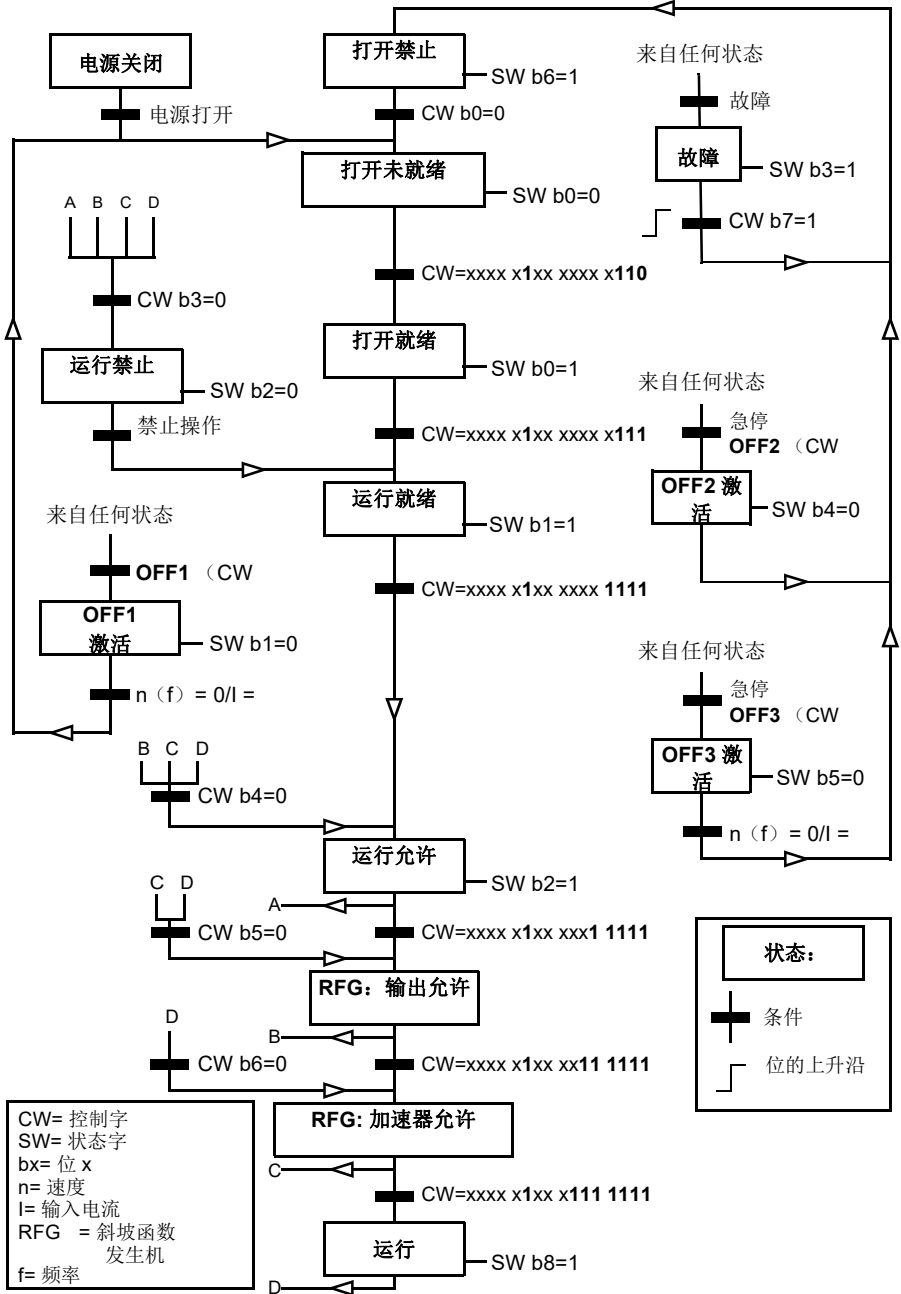 电源关闭
电源打开
打开禁止
SW b6=1
CW b0=0
打开未就绪
SW b0=0
CW=xxxx x1xx xxxx x110
打开就绪
SW b0=1
CW=xxxx x1xx xxxx x111
运行就绪
SW b1=1
CW=xxxx x1xx xxxx 1111
A B C D
CW b3=0
运行禁止
SW b2=0
禁止操作
来自任何状态
OFF1 （CW
OFF1
激活
SW b1=0
n（f）= 0/I =
B C D
CW b4=0
运行允许
SW b2=1
A
C D
CW b5=0
CW=xxxx x1xx xxx1 1111
RFG：输出允许
B
D
CW b6=0
CW=xxxx x1xx xx11 1111
RFG: 加速器允许
C
CW=xxxx x1xx x111 1111
运行
SW b8=1
D
来自任何状态
故障
故障
SW b3=1
CW b7=1
来自任何状态
急停
OFF2 （CW
OFF2 激
活
SW b4=0
来自任何状态
急停
OFF3 （CW
OFF3 激
活
SW b5=0
n（f）= 0/I =
状态：
条件
位的上升沿
CW= 控制字
SW= 状态字
bx= 位 x
n= 速度
I= 输入电流
RFG = 斜坡函数
发生机
f= 频率